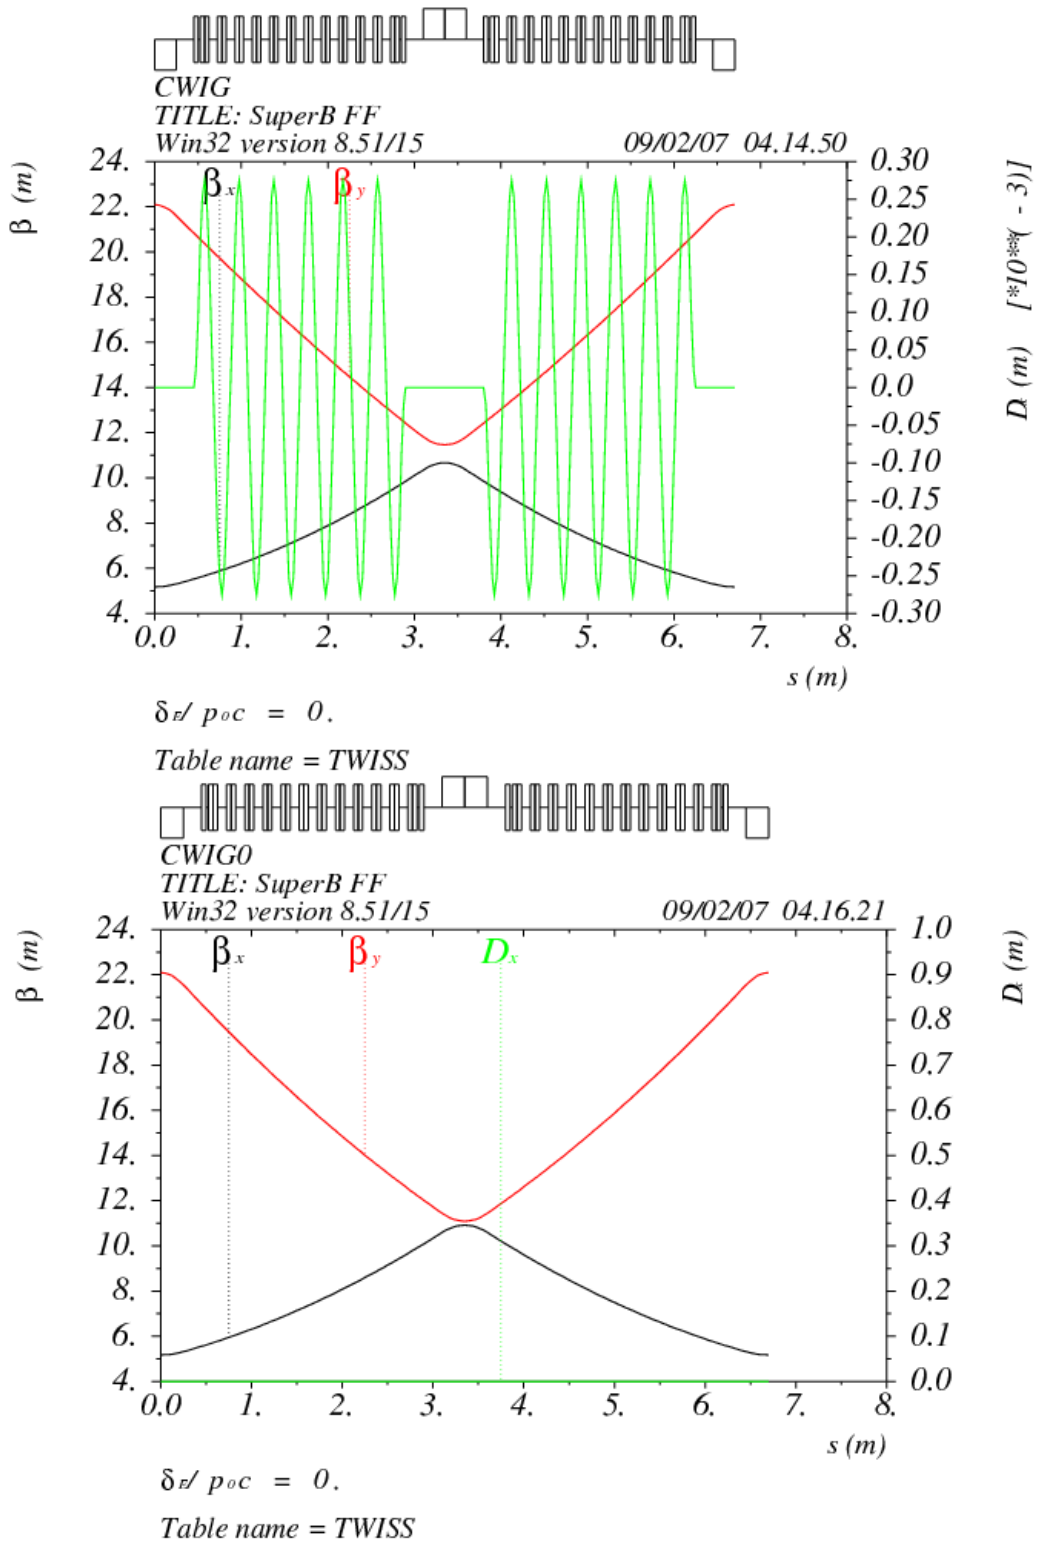 CWIG
TITLE: SuperB FF
Win32 version 8.51/15 09/02/07 04.14.50
β (m)
24.
22.
20.
18.
16.
14.
12.
10.
8.
6.
4.
βx
βy
0.30
0.25
0.20
0.15
0.10
0.05
0.0
-0.05
-0.10
-0.15
-0.20
-0.25
-0.30
Dx (m) [*10**( - 3)]
0.0 1. 2. 3. 4. 5. 6. 7. 8.
s (m)
δE/ p0c = 0.
Table name = TWISS
CWIG0
TITLE: SuperB FF
Win32 version 8.51/15 09/02/07 04.16.21
β (m)
24.
22.
20.
18.
16.
14.
12.
10.
8.
6.
4.
βx
βy
Dx
1.0
0.9
0.8
0.7
0.6
0.5
0.4
0.3
0.2
0.1
0.0
Dx (m)
0.0 1. 2. 3. 4. 5. 6. 7. 8.
s (m)
δE/ p0c = 0.
Table name = TWISS